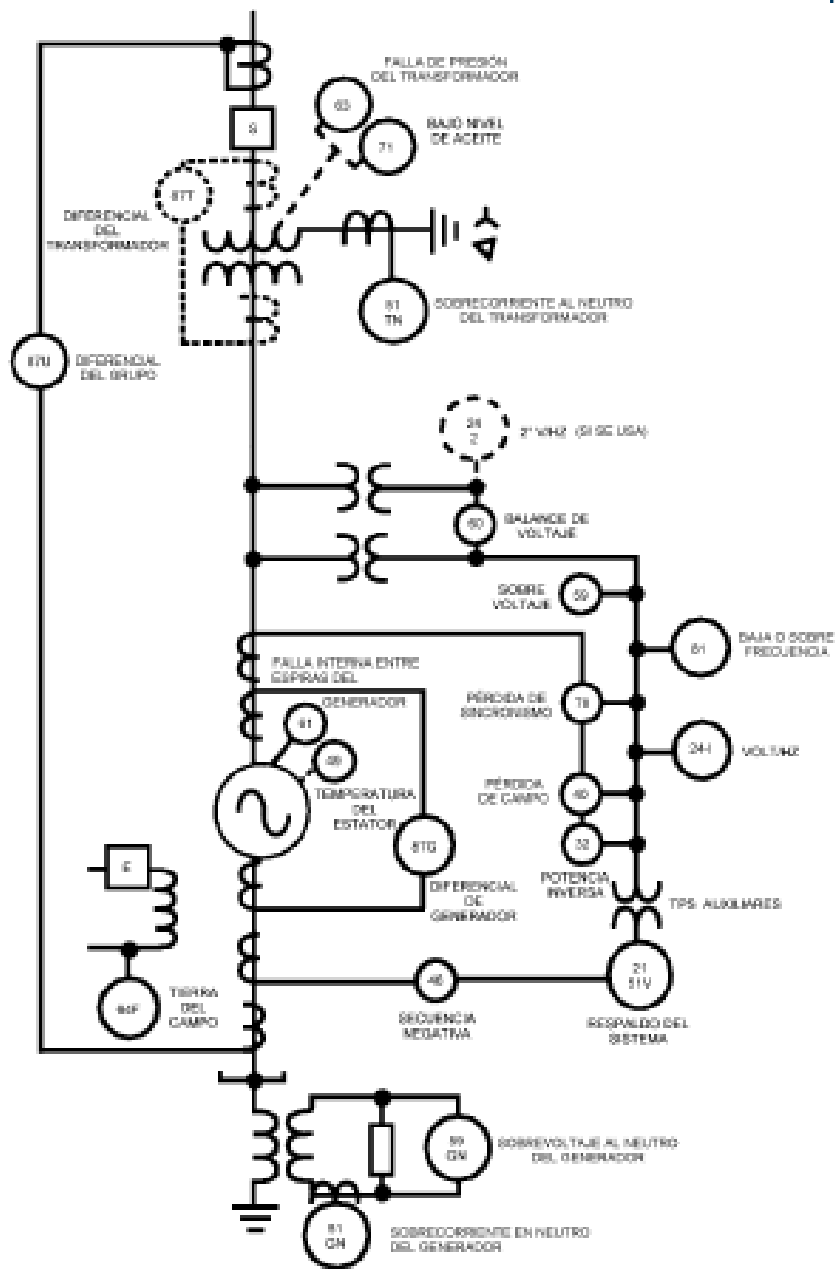 FALLA DE PRESIÓN
DEL TRANSFORMADOR
63
BAJO NIVEL
DE ACEITE
71
S
87T
DIFERENCIAL
DEL
TRANSFORMADOR
51
TN
SOBRECORRIENTE AL NEUTRO
DEL TRANSFORMADOR
87U
DIFERENCIAL
DEL GRUPO
24
2
2° V/HZ (SI SE USA)
60
BALANCE DE
VOLTAJE
SOBRE
VOLTAJE
59
81
BAJA O SOBRE
FRECUENCIA
FALLA INTERNA ENTRE
ESPIRAS DEL
GENERADOR
61
PÉRDIDA DE
SINCRONISMO
78
24-I
VOLT/HZ
49
TEMPERATURA
DEL
ESTATOR
PÉRDIDA
DE CAMPO
40
87G
32
POTENCIA
INVERSA
DIFERENCIAL
DE
GENERADOR
TPS AUXILIARES
E
64F
TIERRA
DEL
CAMPO
46
SECUENCIA
NEGATIVA
21
51V
RESPALDO DEL
SISTEMA
59
GN
SOBREVOLTAJE AL NEUTRO
DEL GENERADOR
51
GN
SOBRECORRIENTE EN NEUTRO
DEL GENERADOR